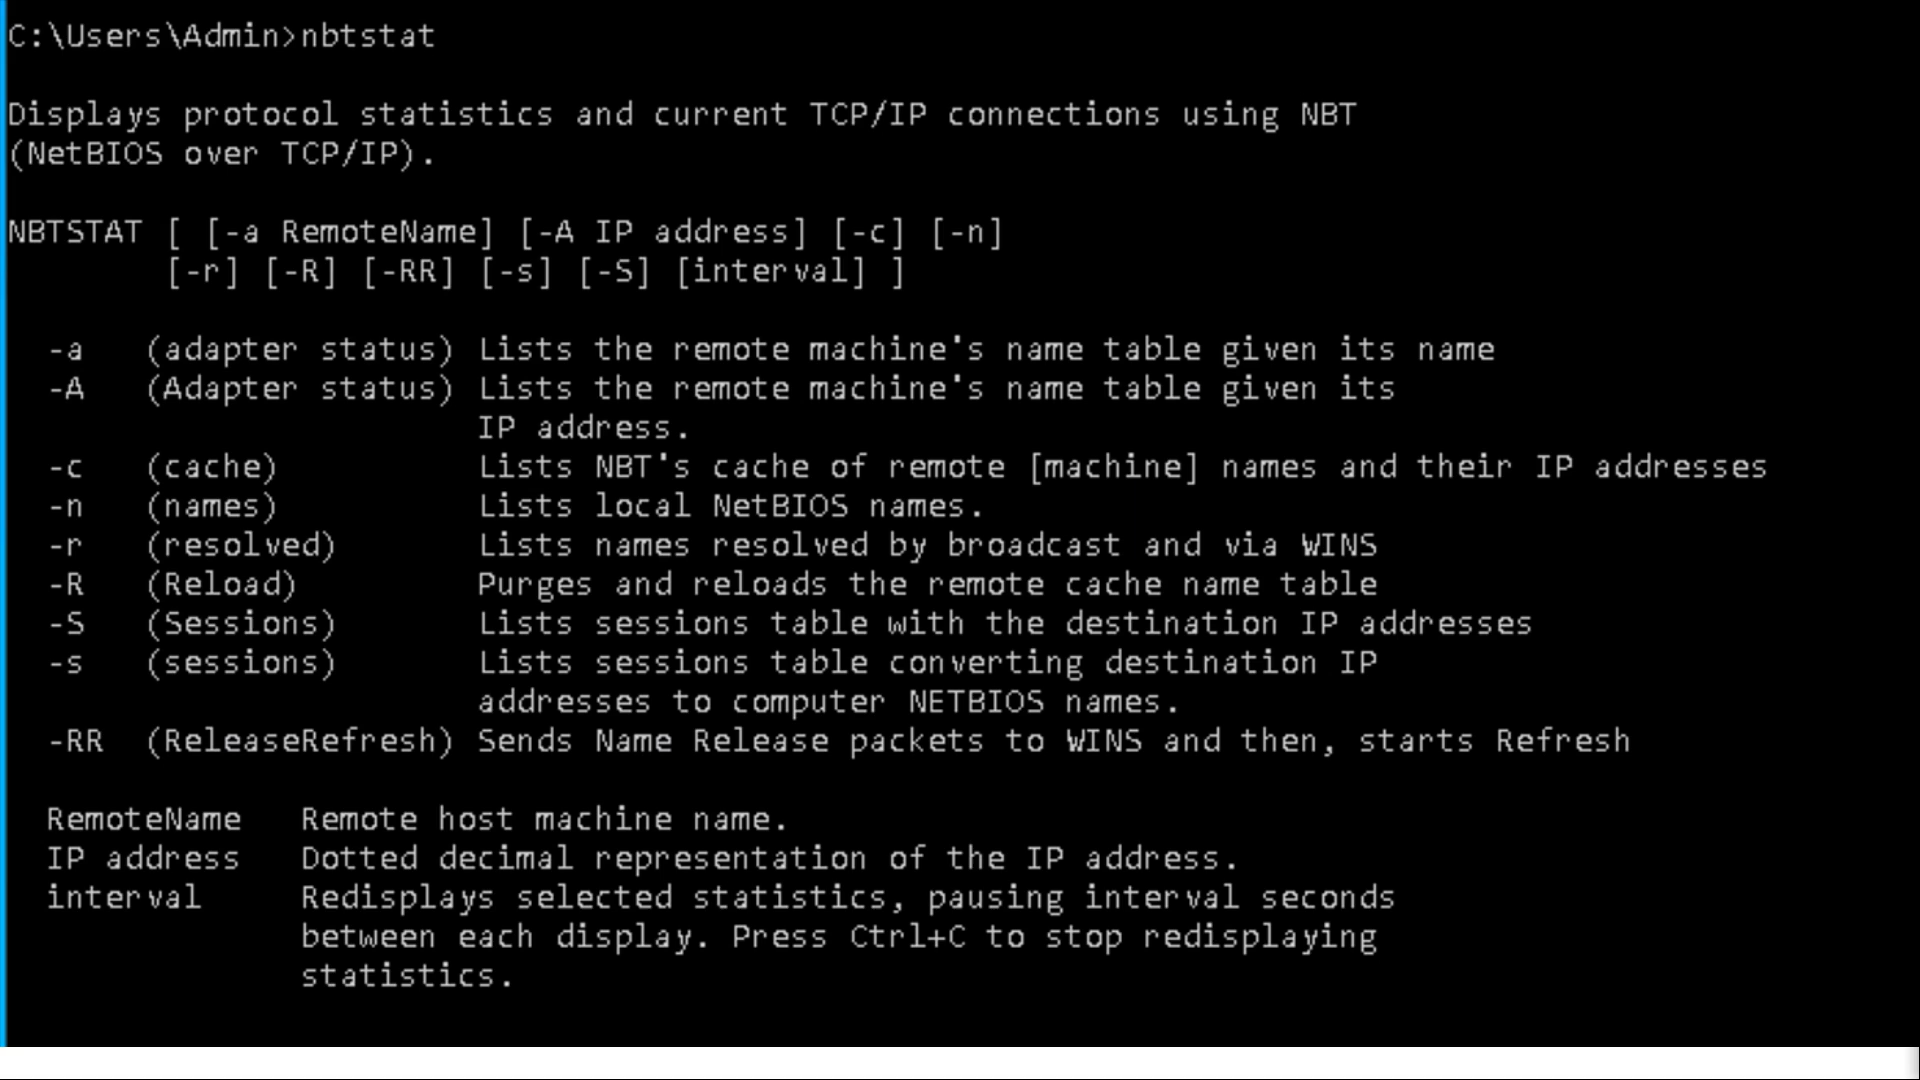 C:\Users\Admin>nbtstat
Displays protocol statistics and current TCP/IP connections using NBT
(NetBIOS over TCP/IP).
NBTSTAT [ [-a RemoteName] [-A IP address] [-c] [-n]
[-r] [-R] [-RR] [-s] [-S] [interval] ]
-a (adapter status) Lists the remote machine's name table given its name
-A (Adapter status) Lists the remote machine's name table given its
IP address.
-c (cache) Lists NBT's cache of remote [machine] names and their IP addresses
-n (names) Lists local NetBIOS names.
-r (resolved) Lists names resolved by broadcast and via WINS
-R (Reload) Purges and reloads the remote cache name table
-S (Sessions) Lists sessions table with the destination IP addresses
-s (sessions) Lists sessions table converting destination IP
addresses to computer NETBIOS names.
-RR (ReleaseRefresh) Sends Name Release packets to WINS and then, starts Refresh
RemoteName Remote host machine name.
IP address Dotted decimal representation of the IP address.
interval Redisplays selected statistics, pausing interval seconds
between each display. Press Ctrl+C to stop redisplaying
statistics.